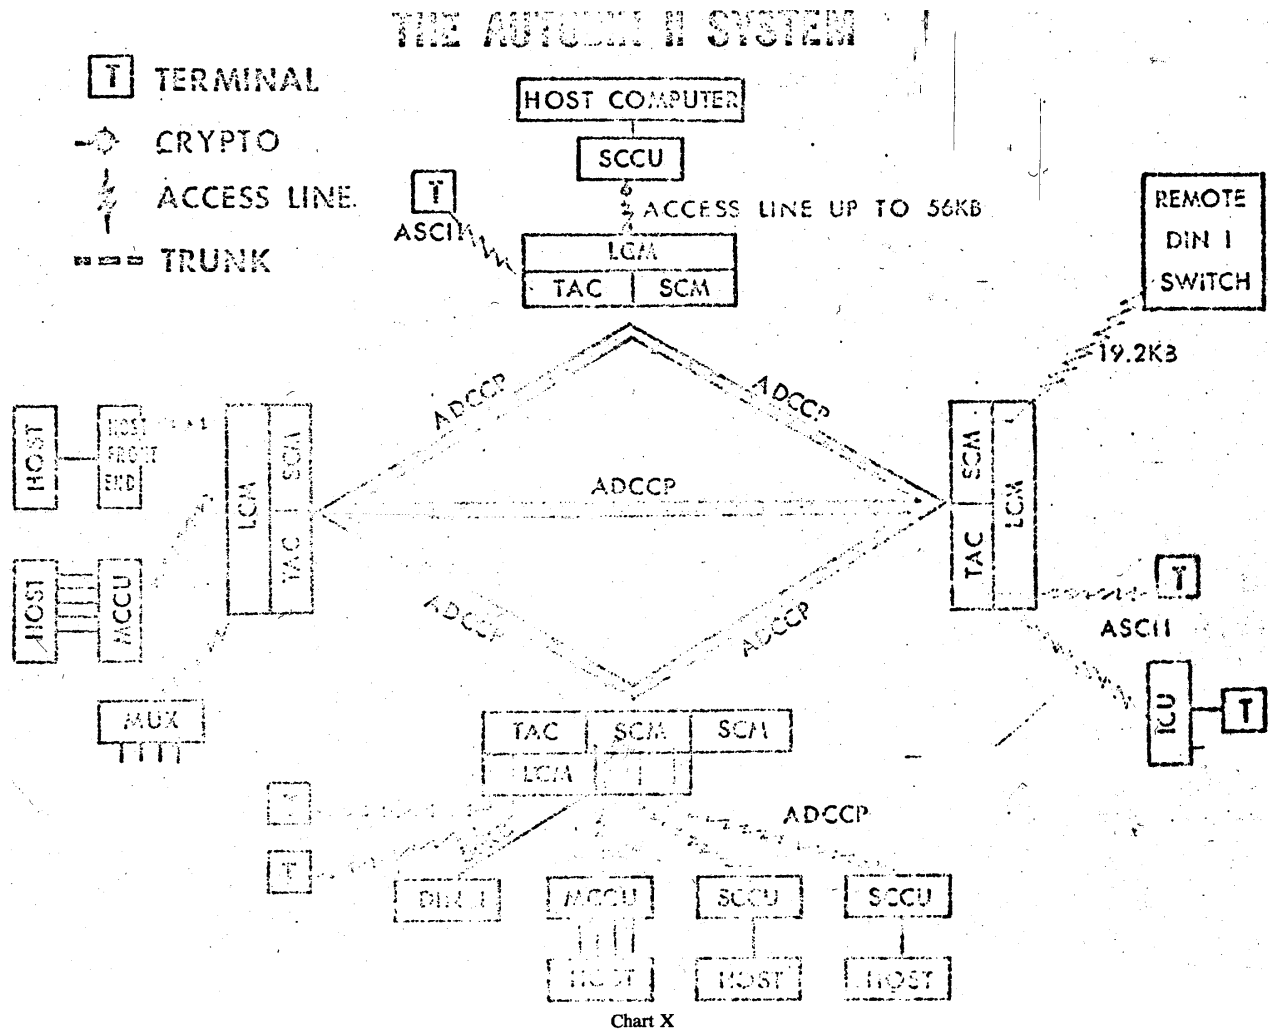 THE AUTODIN II SYSTEM
T TERMINAL
CRYPTO
ACCESS LINE
TRUNK
HOST COMPUTER
SCCU
T
ASCII
ACCESS LINE UP TO 56KB
LCM
TAC SCM
REMOTE
DIN I
SWITCH
19.2KB
ADCCP
ADCCP
HOST
HOST
FRONT
END
LCM
SCM
TAC
ADCCP
SCM
TAC
LCM
HOST
MCCU
T
ASCII
ADCCP
ADCCP
MUX
ICU
T
TAC SCM SCM
LCM
T
ADCCP
T
DIN I
MCCU
SCCU
SCCU
HOST
HOST
HOST
Chart X